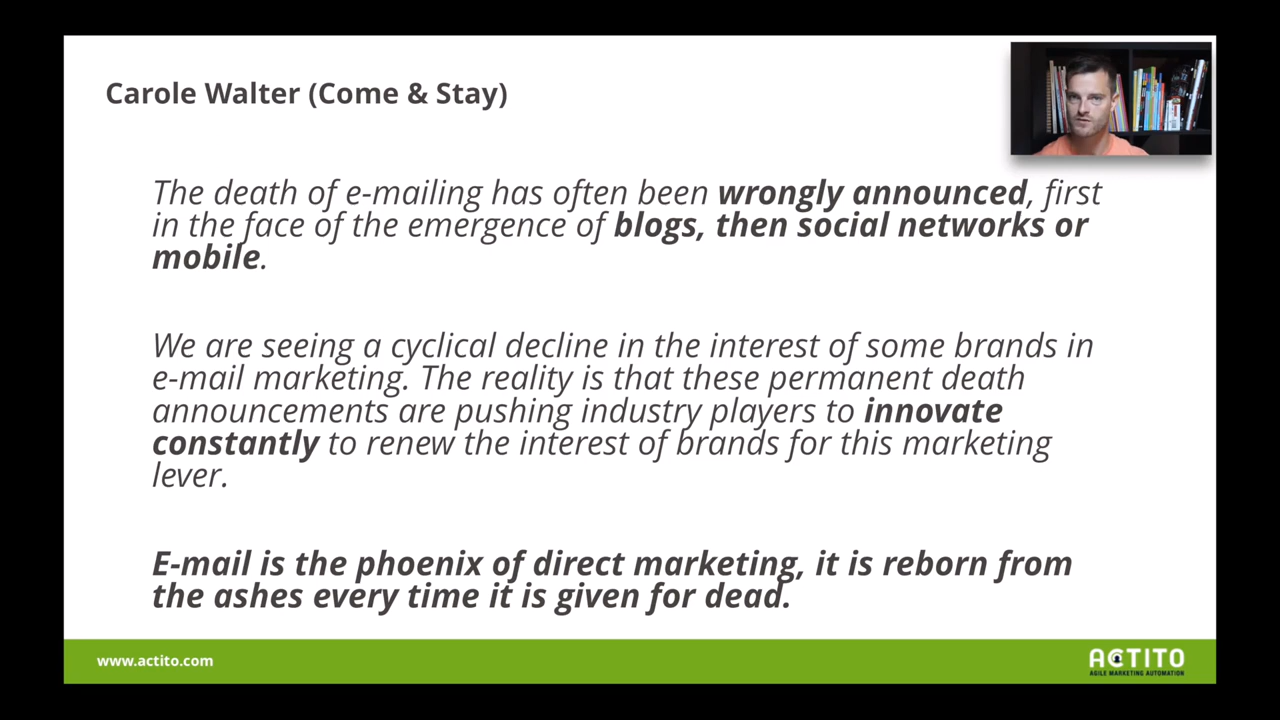 Carole Walter (Come & Stay)
The death of e-mailing has often been wrongly announced, first
in the face of the emergence of blogs, then social networks or
mobile.
We are seeing a cyclical decline in the interest of some brands in
e-mail marketing. The reality is that these permanent death
announcements are pushing industry players to innovate
constantly to renew the interest of brands for this marketing
lever.
E-mail is the phoenix of direct marketing, it is reborn from
the ashes every time it is given for dead.
www.actito.com
ACTITO
AGILE MARKETING AUTOMATION